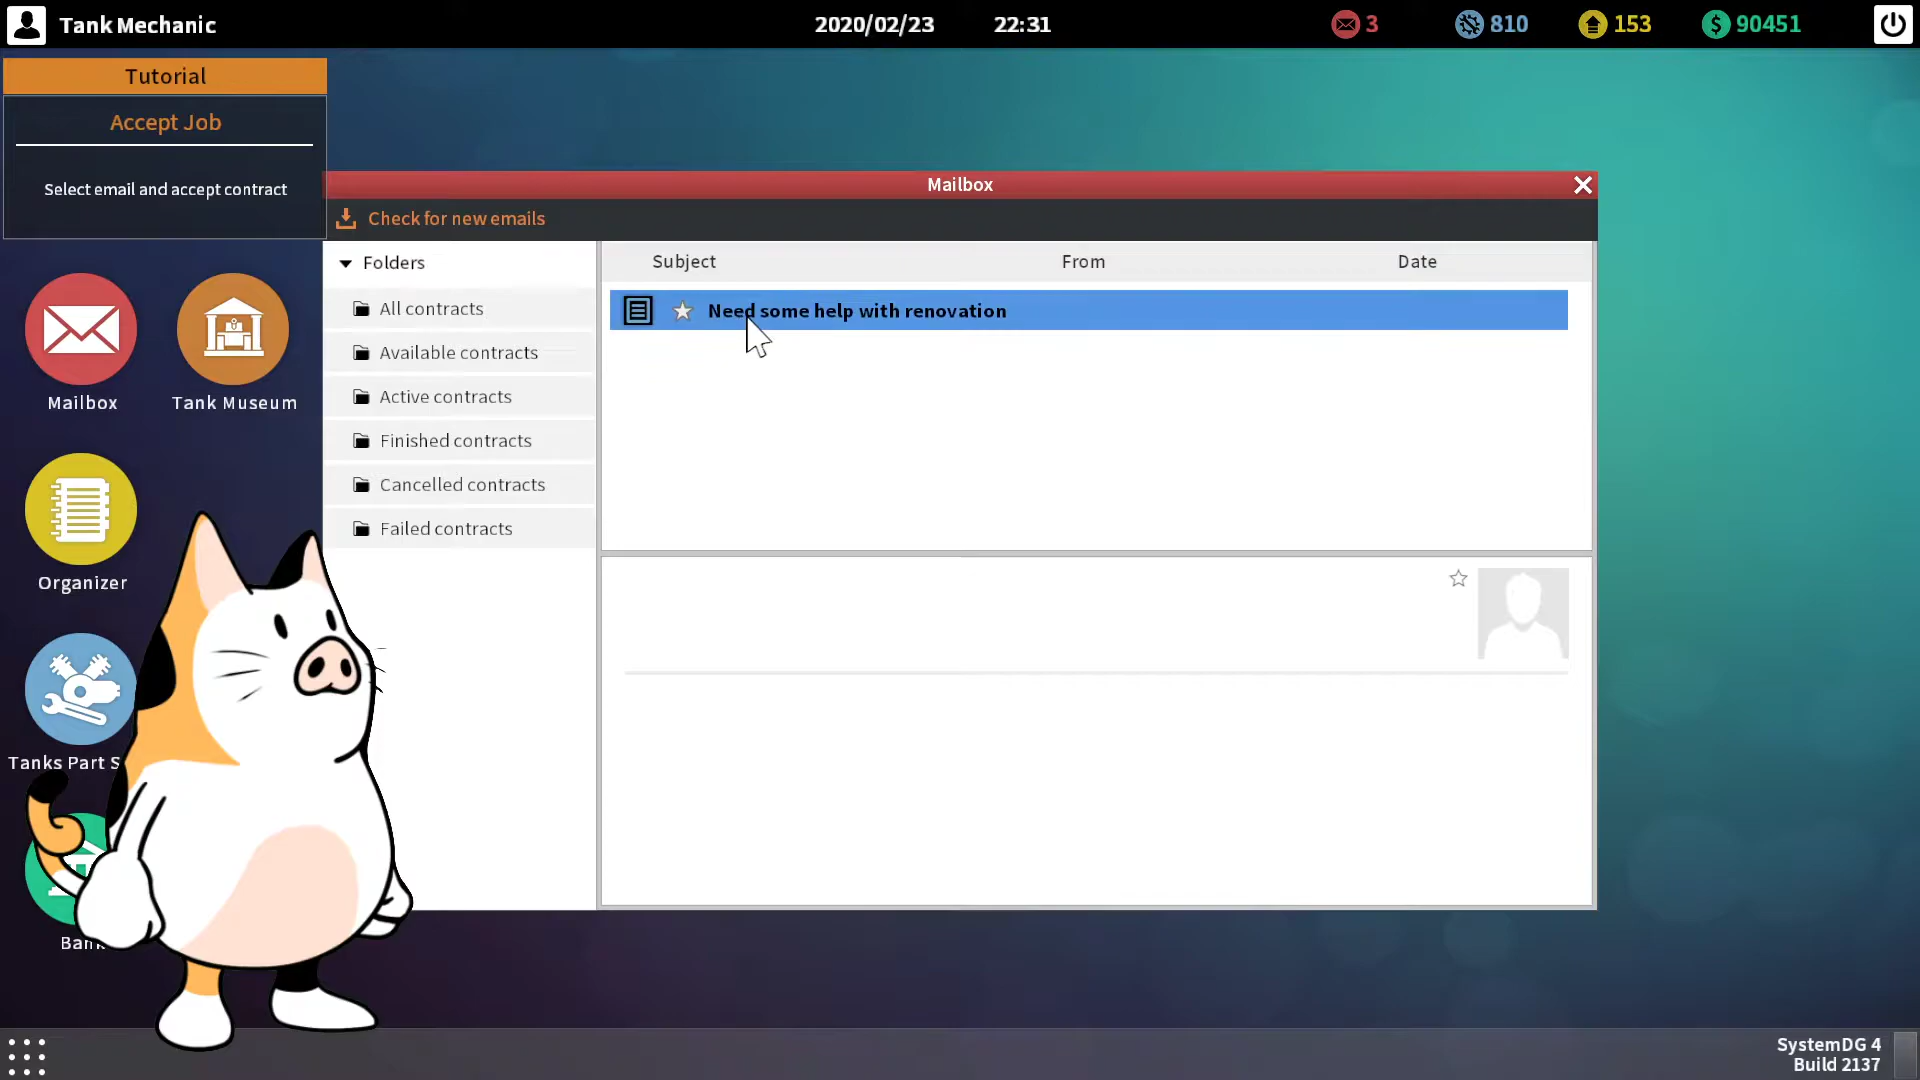 Tank Mechanic
2020/02/23
22:31
3
810
153
90451
Tutorial
Accept Job
Select email and accept contract
Mailbox
Check for new emails
Folders
Subject
From
Date
All contracts
Need some help with renovation
Available contracts
Active contracts
Finished contracts
Cancelled contracts
Failed contracts
Mailbox
Tank Museum
Organizer
Tanks Part S
Bank
SystemDG 4
Build 2137